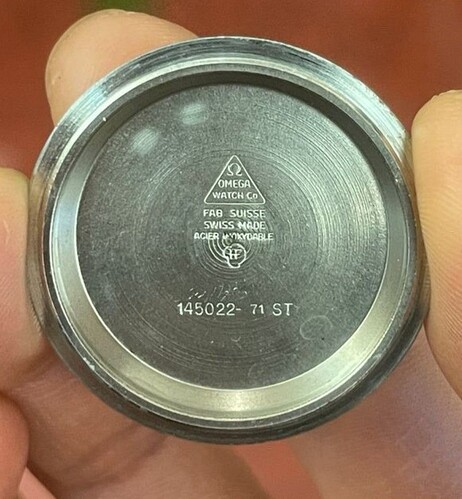 Ω
OMEGA
WATCH Co
FAB SUISSE
SWISS MADE
ACIER INOXYDABLE
145022- 71 ST